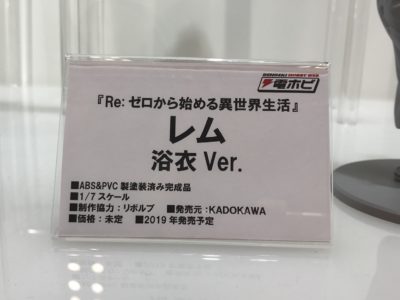 DENGEKI HOBBY WEB
電ホビ
『Re:ゼロから始める異世界生活』
レム
浴衣 Ver.
■ABS&PVC 製塗装済み完成品
■1/7 スケール
■制作協力：リボルブ ■発売元：KADOKAWA
■価格：未定 ■2019 年発売予定